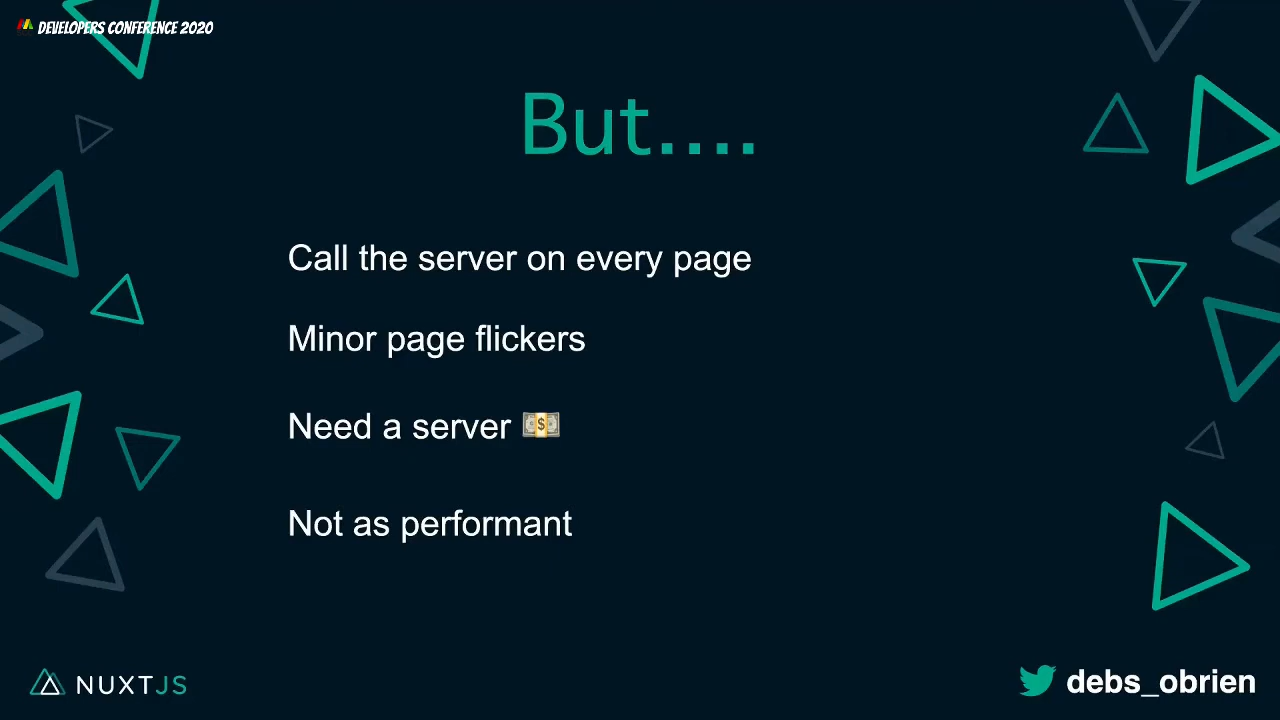 DEVELOPERS CONFERENCE 2020
But....
Call the server on every page
Minor page flickers
Need a server 💵
Not as performant
NUXTJS
debs_obrien